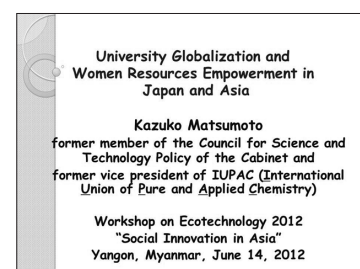 University Globalization and
Women Resources Empowerment in
Japan and Asia
Kazuko Matsumoto
former member of the Council for Science and
Technology Policy of the Cabinet and
former vice president of IUPAC (International
Union of Pure and Applied Chemistry)
Workshop on Ecotechnology 2012
“Social Innovation in Asia”
Yangon, Myanmar, June 14, 2012